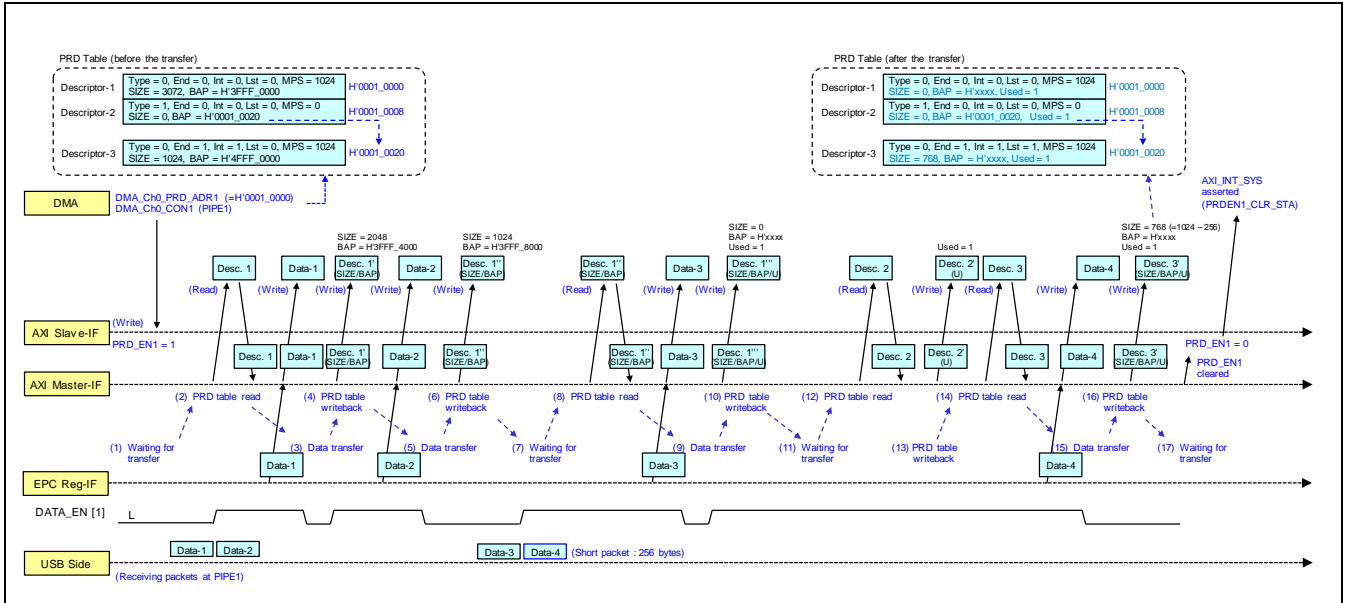 PRD Table (before the transfer)
Descriptor-1
Type = 0, End = 0, Int = 0, Lst = 0, MPS = 1024
SIZE = 3072, BAP = H'3FFF_0000
H'0001_0000
Descriptor-2
Type = 1, End = 0, Int = 0, Lst = 0, MPS = 0
SIZE = 0, BAP = H'0001_0020
H'0001_0008
Descriptor-3
Type = 0, End = 1, Int = 1, Lst = 0, MPS = 1024
SIZE = 1024, BAP = H'4FFF_0000
H'0001_0020
PRD Table (after the transfer)
Descriptor-1
Type = 0, End = 0, Int = 0, Lst = 0, MPS = 1024
SIZE = 0, BAP = H'xxxx, Used = 1
H'0001_0000
Descriptor-2
Type = 1, End = 0, Int = 0, Lst = 0, MPS = 0
SIZE = 0, BAP = H'0001_0020, Used = 1
H'0001_0008
Descriptor-3
Type = 0, End = 1, Int = 1, Lst = 1, MPS = 1024
SIZE = 768, BAP = H'xxxx, Used = 1
H'0001_0020
DMA
DMA_Ch0_PRD_ADR1 (=H'0001_0000)
DMA_Ch0_CON1 (PIPE1)
AXI_INT_SYS
asserted
(PRDEN1_CLR_STA)
SIZE = 2048
BAP = H'3FFF_4000
SIZE = 1024
BAP = H'3FFF_8000
SIZE = 0
BAP = H'xxxx
Used = 1
Used = 1
SIZE = 768 (=1024 – 256)
BAP = H'xxxx
Used = 1
Desc. 1
Data-1
Desc. 1'
(SIZE/BAP)
Data-2
Desc. 1''
(SIZE/BAP)
Desc. 1''
(SIZE/BAP)
Data-3
Desc. 1'''
(SIZE/BAP/U)
Desc. 2
Desc. 2'
(U)
Desc. 3
Data-4
Desc. 3'
(SIZE/BAP/U)
(Read)
(Write)
(Write)
(Write)
(Write)
(Read)
(Write)
(Write)
(Read)
(Write)
(Read)
(Write)
(Write)
AXI Slave-IF
(Write)
PRD_EN1 = 1
PRD_EN1 = 0
Desc. 1
Data-1
Desc. 1'
(SIZE/BAP)
Data-2
Desc. 1''
(SIZE/BAP)
Desc. 1''
(SIZE/BAP)
Data-3
Desc. 1'''
(SIZE/BAP/U)
Desc. 2
Desc. 2'
(U)
Desc. 3
Data-4
Desc. 3'
(SIZE/BAP/U)
PRD_EN1
cleared
AXI Master-IF
(2) PRD table read
(4) PRD table
writeback
(6) PRD table
writeback
(8) PRD table read
(10) PRD table
writeback
(12) PRD table read
(14) PRD table read
(16) PRD table
writeback
(1) Waiting for
transfer
(3) Data transfer
(5) Data transfer
(7) Waiting for
transfer
(9) Data transfer
(11) Waiting for
transfer
(13) PRD table
writeback
(15) Data transfer
(17) Waiting for
transfer
Data-1
Data-2
Data-3
Data-4
EPC Reg-IF
DATA_EN [1]
L
Data-1
Data-2
Data-3
Data-4
(Short packet : 256 bytes)
USB Side
(Receiving packets at PIPE1)